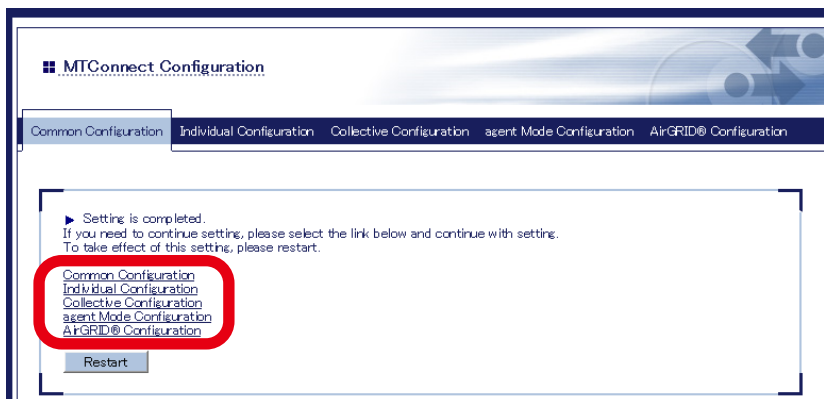 MTConnect Configuration
Common Configuration Individual Configuration Collective Configuration agent Mode Configuration AirGRID® Configuration
Setting is completed.
If you need to continue setting, please select the link below and continue with setting.
To take effect of this setting, please restart.
Common Configuration
Individual Configuration
Collective Configuration
agent Mode Configuration
AirGRID® Configuration
Restart